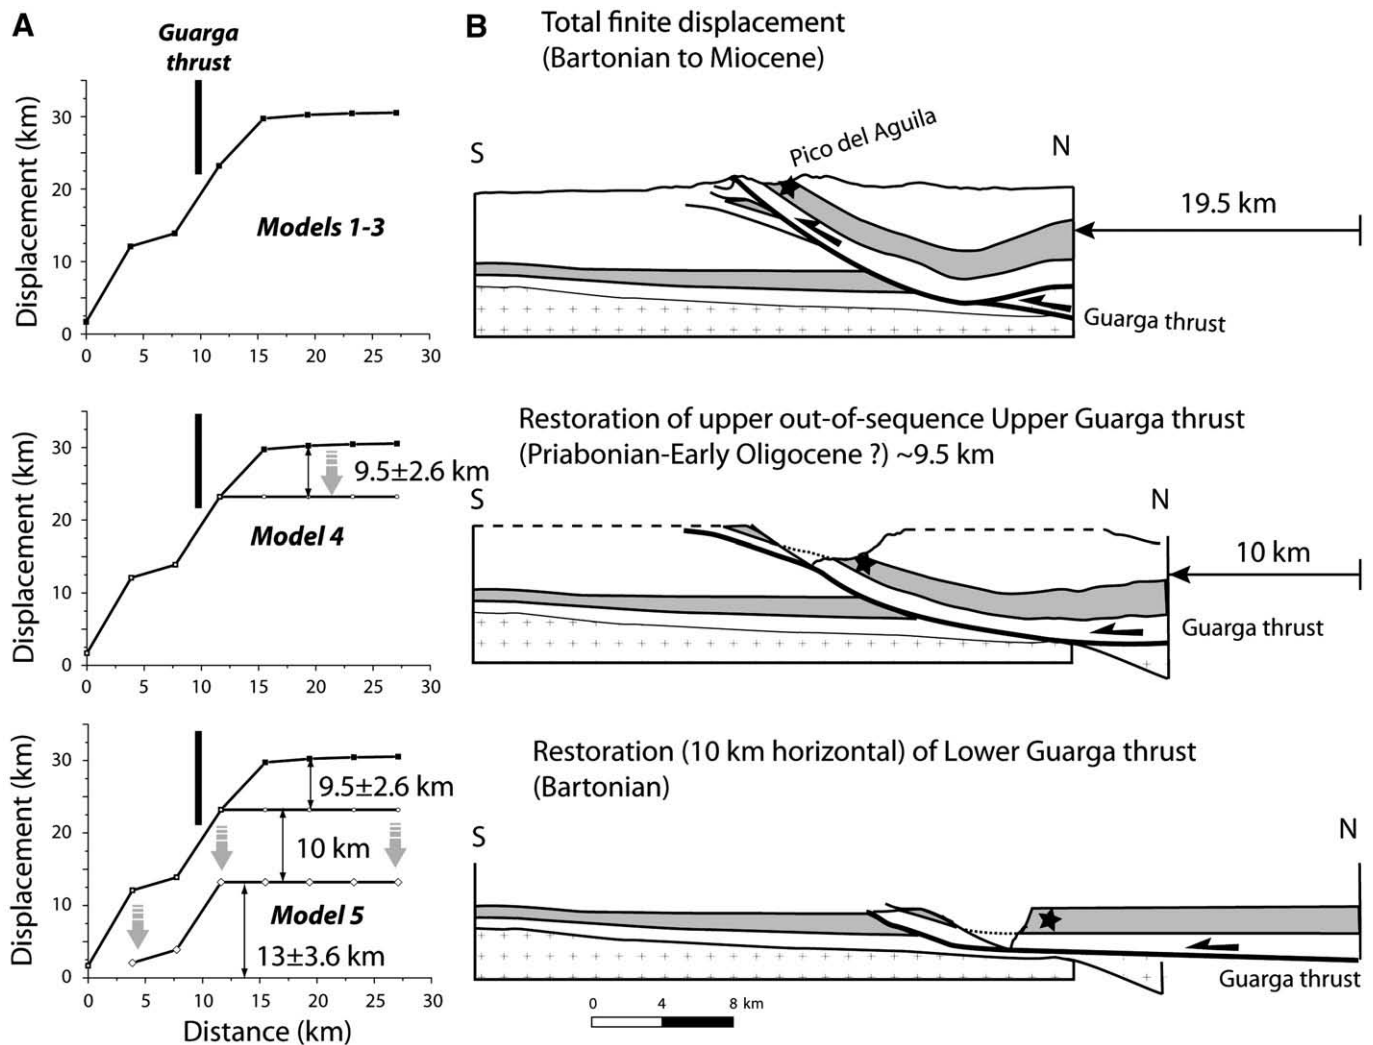 A
Guarga
thrust
Displacement (km)
30
20
10
0
0 5 10 15 20 25 30
Models 1-3
B
Total finite displacement
(Bartonian to Miocene)
S
Pico del Aguila
N
19.5 km
Guarga thrust
Displacement (km)
30
20
10
0
0 5 10 15 20 25 30
9.5±2.6 km
Model 4
Restoration of upper out-of-sequence Upper Guarga thrust
(Priabonian-Early Oligocene ?) ~9.5 km
S
N
10 km
Guarga thrust
Displacement (km)
30
20
10
0
0 5 10 15 20 25 30
Distance (km)
9.5±2.6 km
10 km
Model 5
13±3.6 km
Restoration (10 km horizontal) of Lower Guarga thrust
(Bartonian)
S
N
Guarga thrust
0 4 8 km